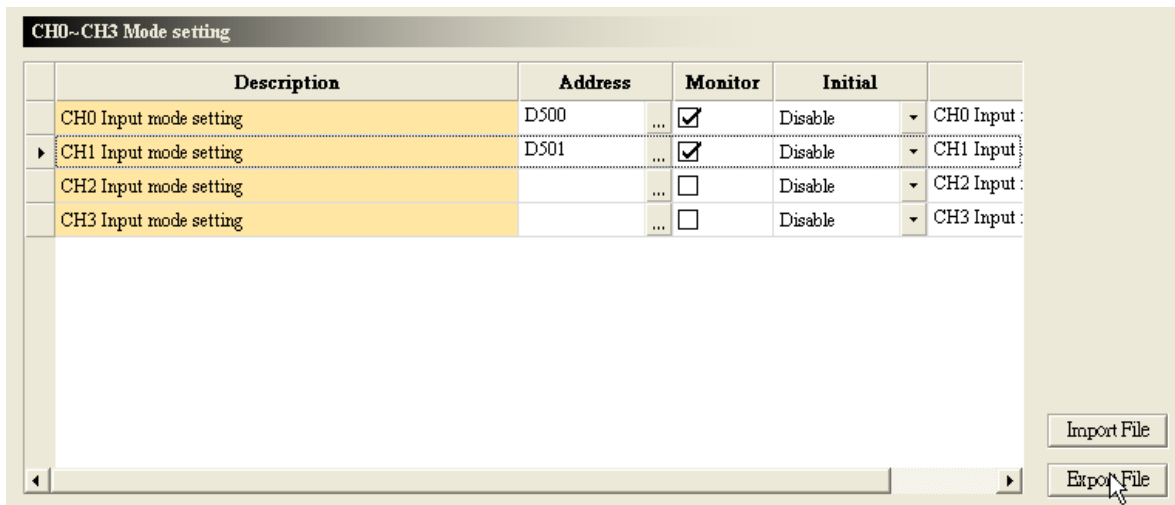 CH0~CH3 Mode setting
Description Address Monitor Initial
CH0 Input mode setting D500 ... Disable CH0 Input :
CH1 Input mode setting D501 ... Disable CH1 Input :
CH2 Input mode setting ... Disable CH2 Input :
CH3 Input mode setting ... Disable CH3 Input :
Import File
Export File